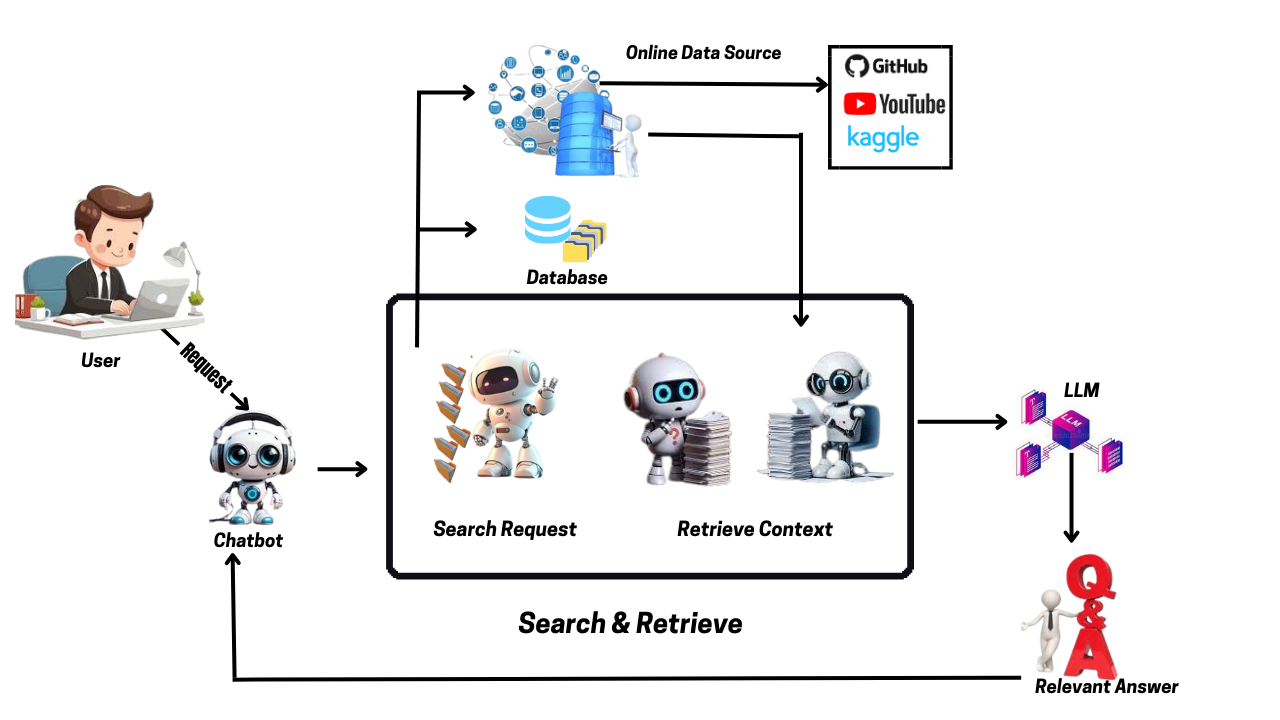 Online Data Source
GitHub
YouTube
kaggle
Database
User
Request
Chatbot
Search Request
?
Retrieve Context
LLM
LLM
T
T
Search & Retrieve
Q
&
A
Relevant Answer